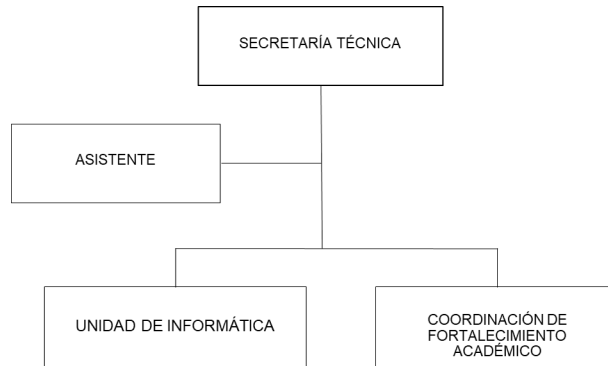 SECRETARÍA TÉCNICA
ASISTENTE
UNIDAD DE INFORMÁTICA
COORDINACIÓN DE
FORTALECIMIENTO
ACADÉMICO